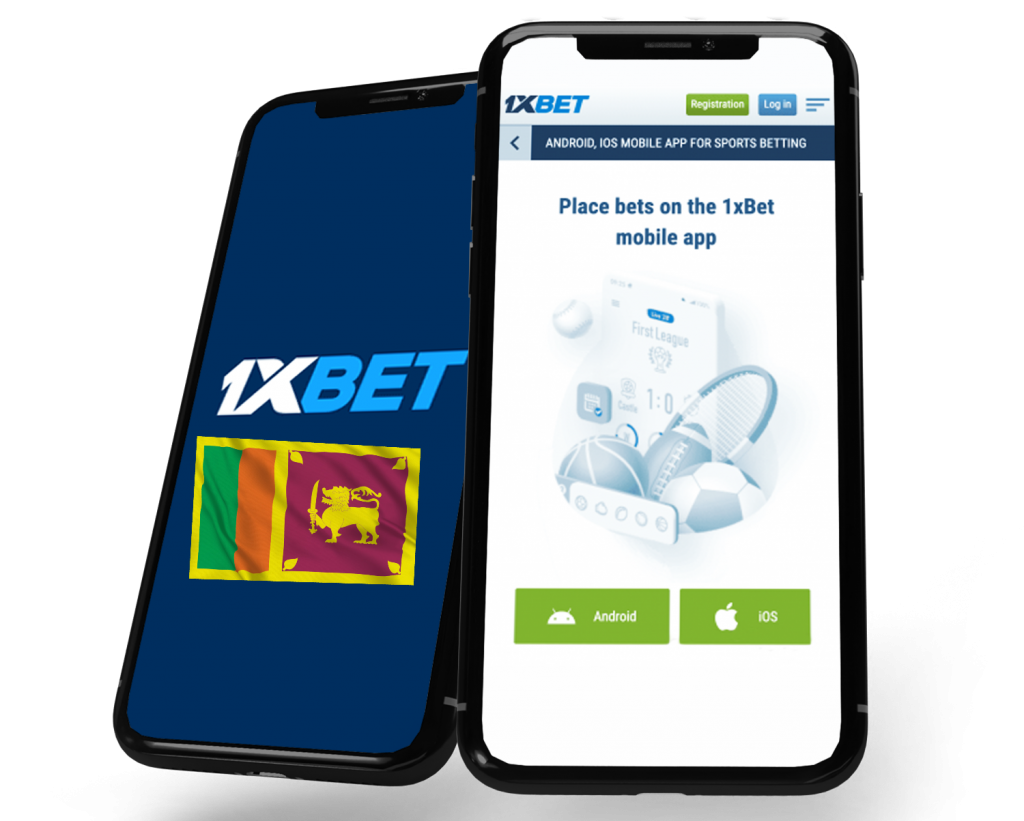 1XBET
1XBET
Registration
Log in
ANDROID, IOS MOBILE APP FOR SPORTS BETTING
Place bets on the 1xBet
mobile app
First League
Castle
1:0
Android
iOS